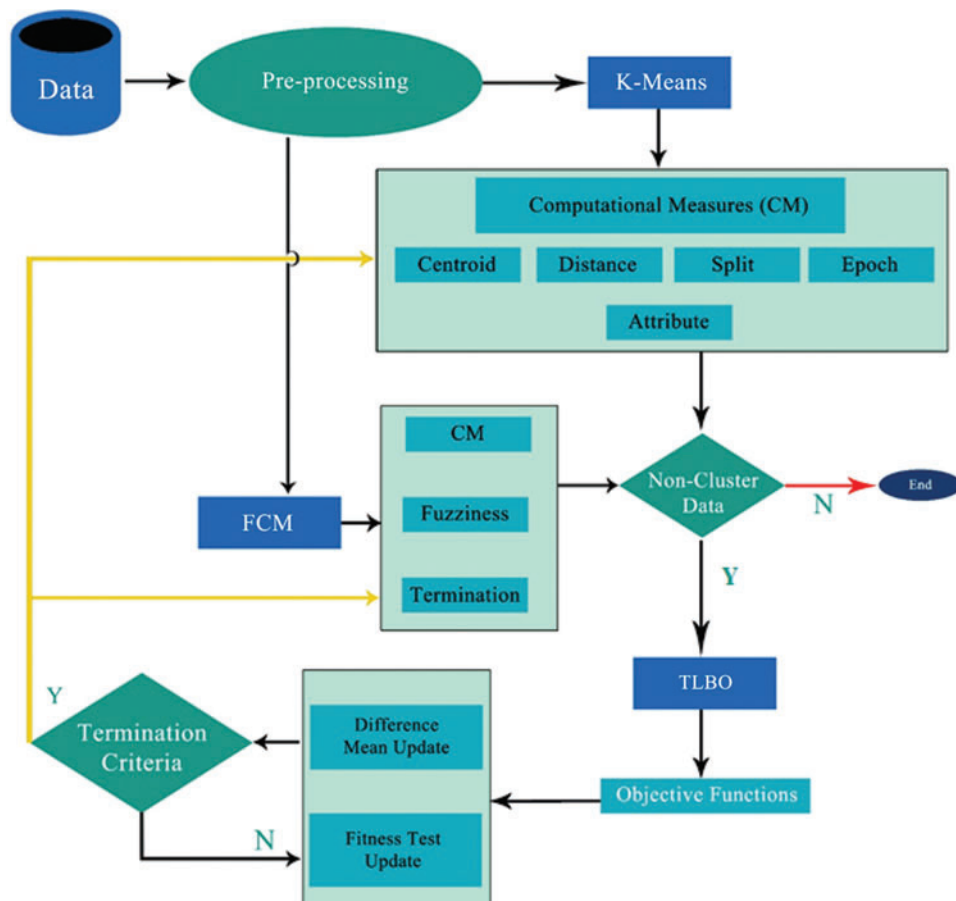 Data
Pre-processing
K-Means
Computational Measures (CM)
Centroid
Distance
Split
Epoch
Attribute
CM
Fuzziness
Termination
FCM
Non-Cluster
Data
N
End
Y
TLBO
Objective Functions
Difference
Mean Update
Fitness Test
Update
Termination
Criteria
Y
N